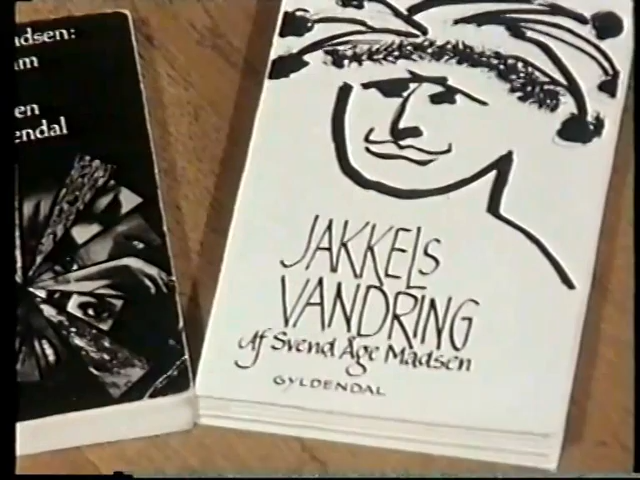 adsen:
am
en
endal
JAKKELS
VANDRING
Af Svend Åge Madsen
GYLDENDAL